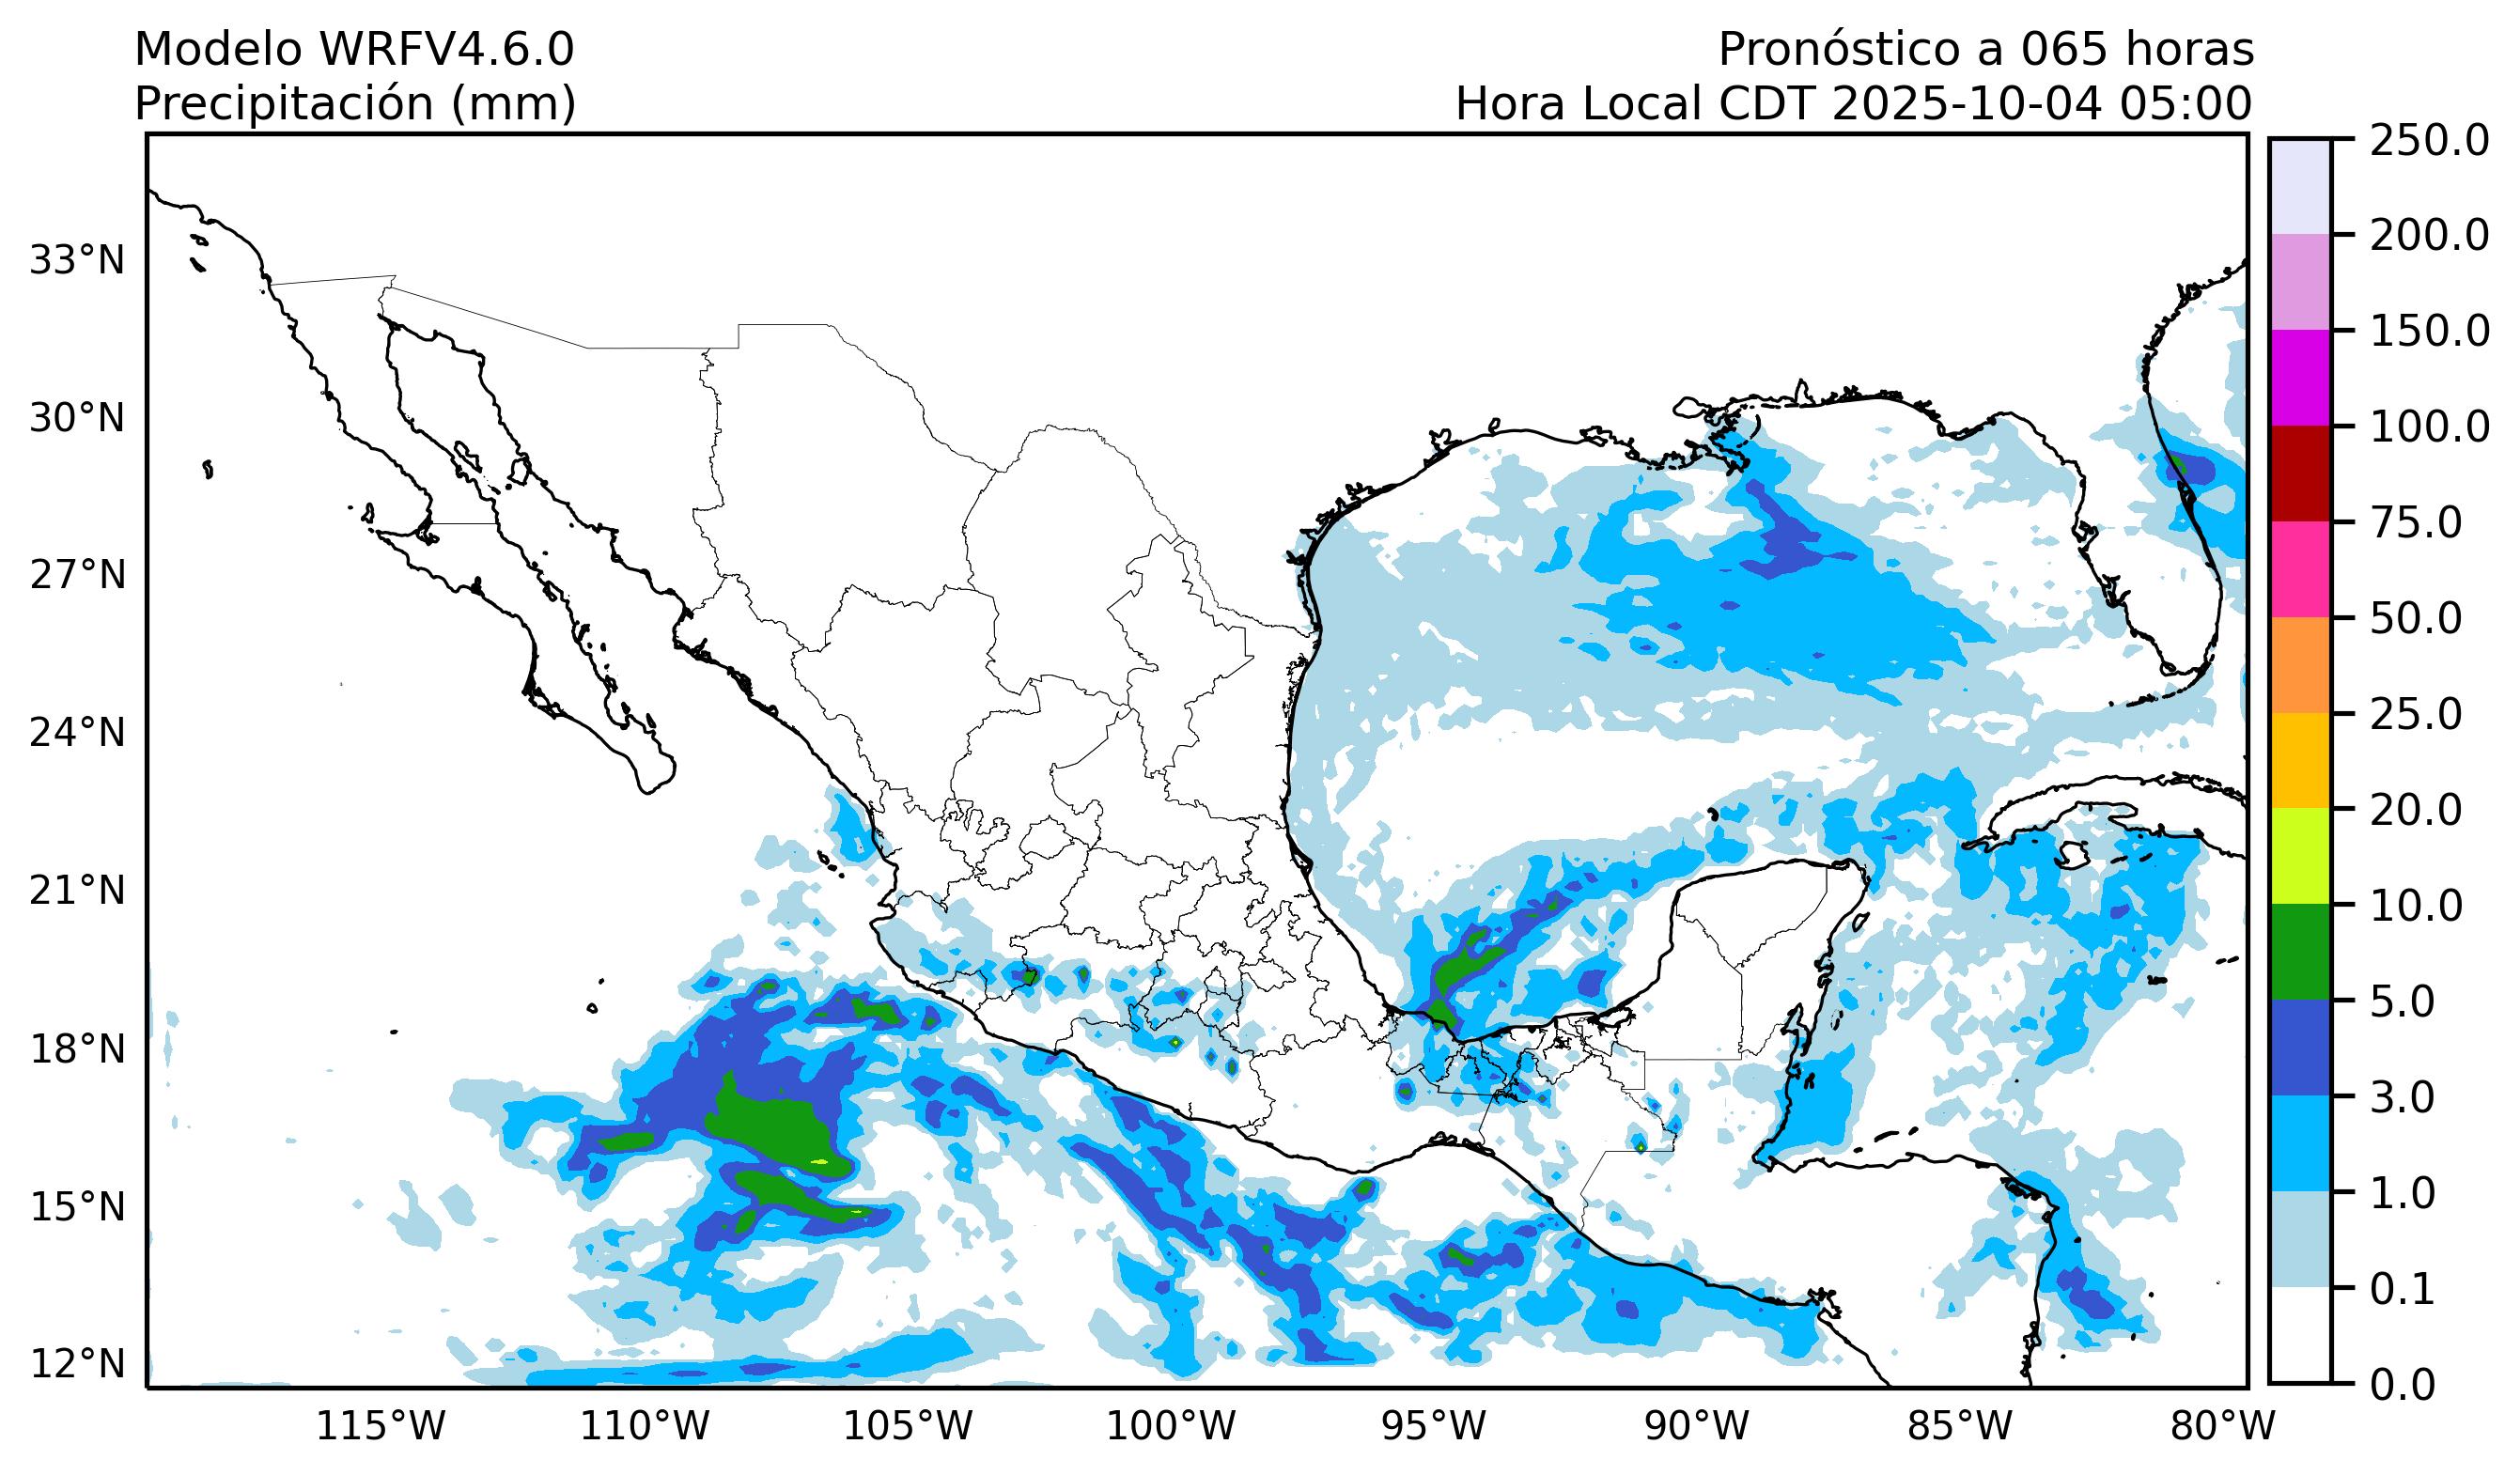 Modelo WRFV4.6.0
Precipitación (mm)
Pronóstico a 065 horas
Hora Local CDT 2025-10-04 05:00
33°N
30°N
27°N
24°N
21°N
18°N
15°N
12°N
115°W
110°W
105°W
100°W
95°W
90°W
85°W
80°W
250.0
200.0
150.0
100.0
75.0
50.0
25.0
20.0
10.0
5.0
3.0
1.0
0.1
0.0